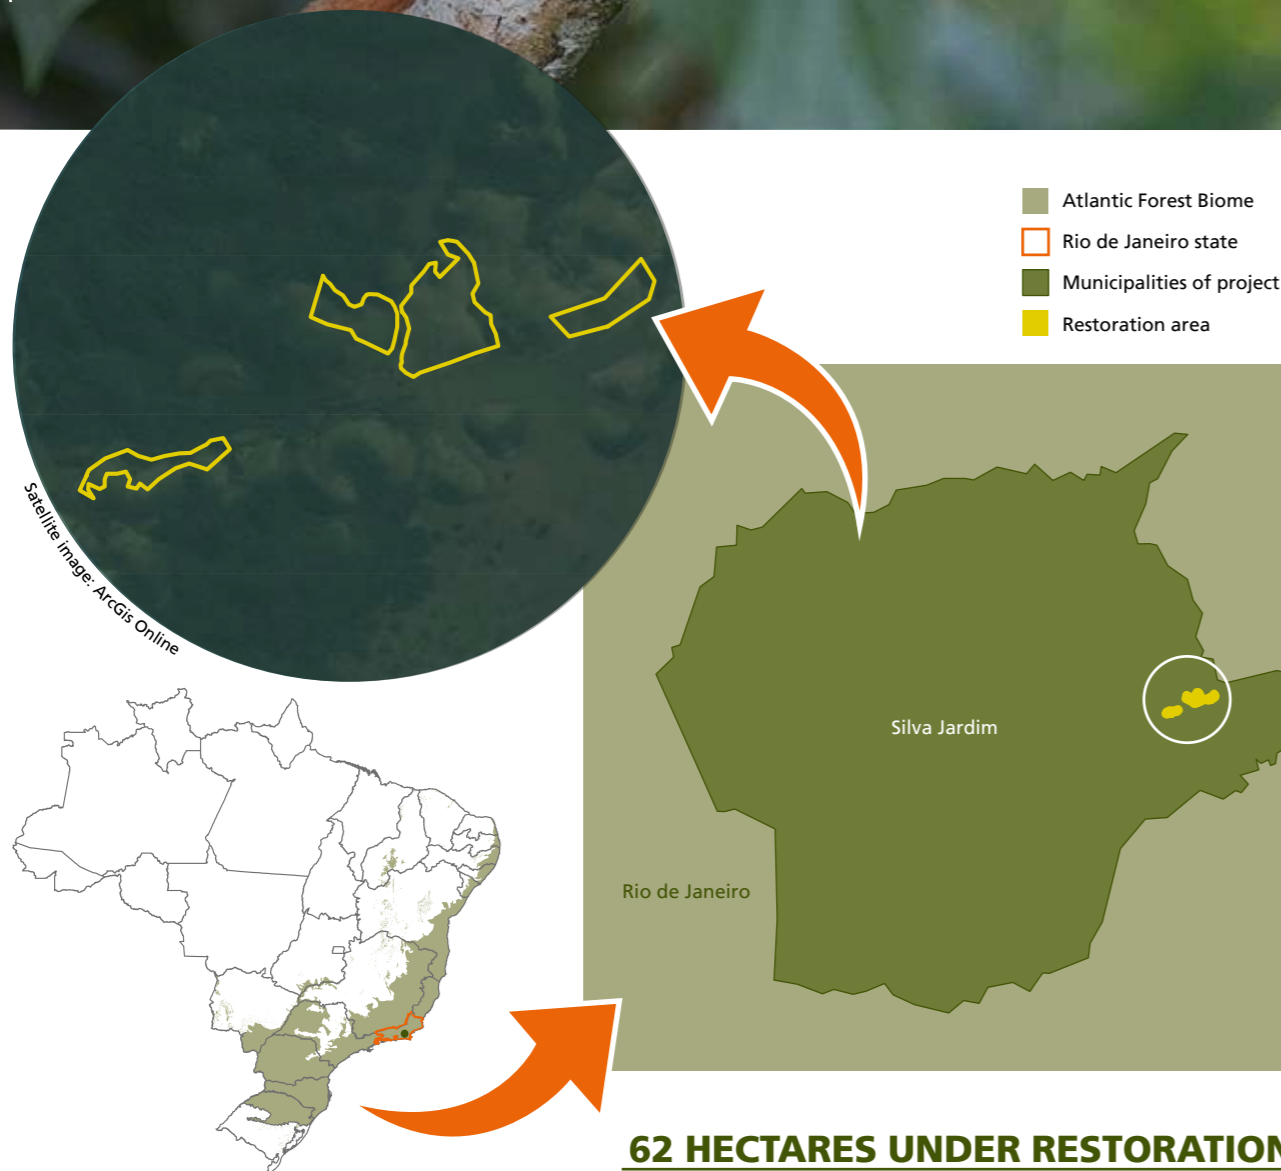 Atlantic Forest Biome
Rio de Janeiro state
Municipalities of project
Restoration area
Satellite image: ArcGis Online
Silva Jardim
Rio de Janeiro
62 HECTARES UNDER RESTORATION